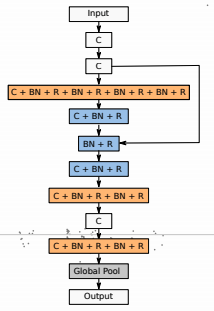 Input
C
C
C + BN + R + BN + R + BN + R + BN + R
C + BN + R
BN + R
C + BN + R
C + BN + R + BN + R
C
C + BN + R + BN + R
Global Pool
Output